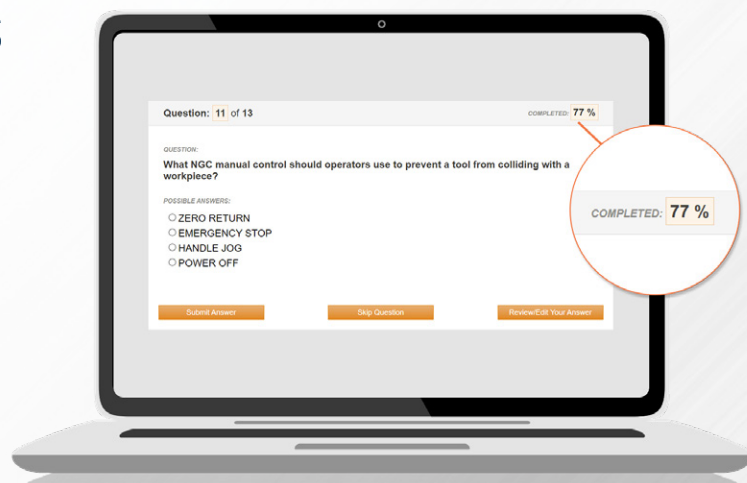 Question: 11 of 13
COMPLETED: 77 %
QUESTION:
What NGC manual control should operators use to prevent a tool from colliding with a
workpiece?
POSSIBLE ANSWERS:
ZERO RETURN
EMERGENCY STOP
HANDLE JOG
POWER OFF
Submit Answer
Skip Question
Review/Edit Your Answer
COMPLETED: 77 %